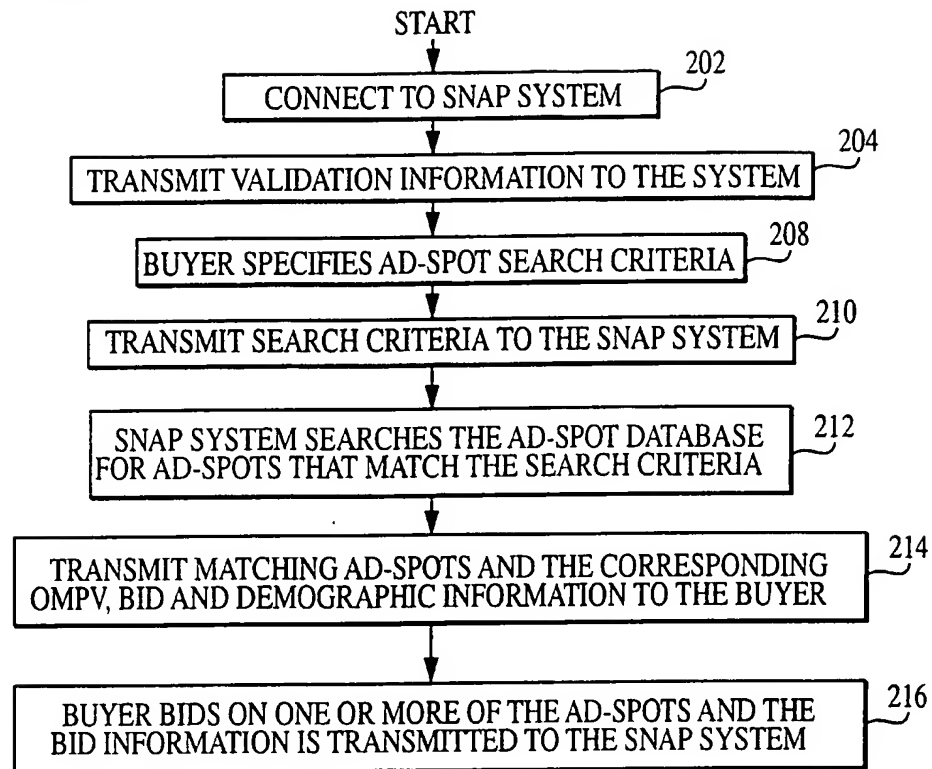 START
CONNECT TO SNAP SYSTEM
202
TRANSMIT VALIDATION INFORMATION TO THE SYSTEM
204
BUYER SPECIFIES AD-SPOT SEARCH CRITERIA
208
TRANSMIT SEARCH CRITERIA TO THE SNAP SYSTEM
210
SNAP SYSTEM SEARCHES THE AD-SPOT DATABASE
FOR AD-SPOTS THAT MATCH THE SEARCH CRITERIA
212
TRANSMIT MATCHING AD-SPOTS AND THE CORRESPONDING
OMPV, BID AND DEMOGRAPHIC INFORMATION TO THE BUYER
214
BUYER BIDS ON ONE OR MORE OF THE AD-SPOTS AND THE
BID INFORMATION IS TRANSMITTED TO THE SNAP SYSTEM
216